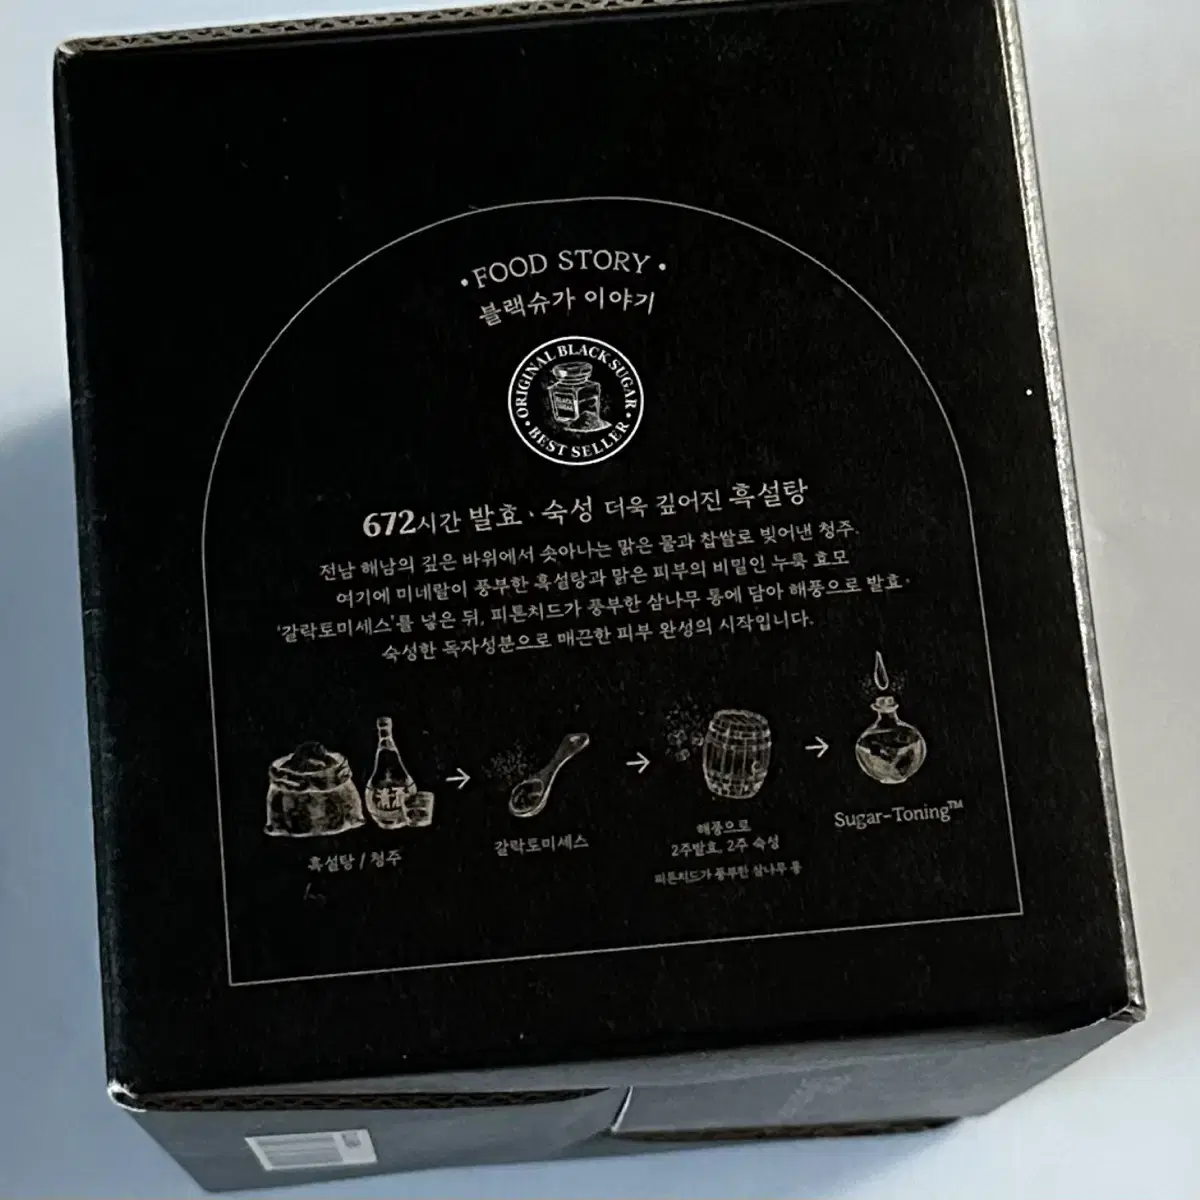 • FOOD STORY •
블랙슈가 이야기
ORIGINAL BLACK SUGAR
BLACK SUGAR
• BEST SELLER •
672시간 발효·숙성 더욱 깊어진 흑설탕
전남 해남의 깊은 바위에서 솟아나는 맑은 물과 찹쌀로 빚어낸 청주.
여기에 미네랄이 풍부한 흑설탕과 맑은 피부의 비밀인 누룩 효모
'갈락토미세스'를 넣은 뒤, 피톤치드가 풍부한 삼나무 통에 담아 해풍으로 발효·
숙성한 독자성분으로 매끈한 피부 완성의 시작입니다.
清酒
흑설탕 / 청주
갈락토미세스
해풍으로
2주발효, 2주 숙성
피톤치드가 풍부한 삼나무 통
Sugar-Toning™